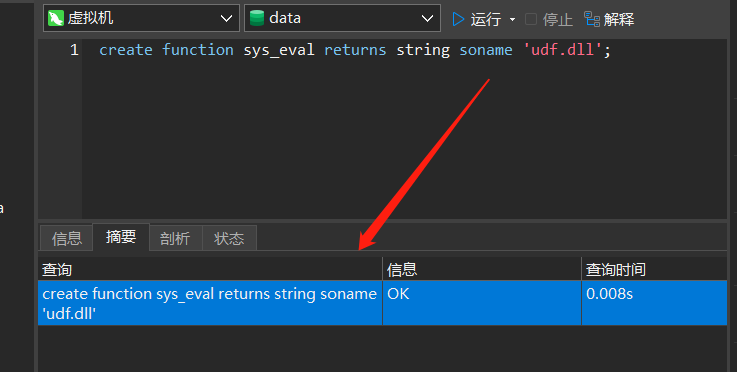 虚拟机 data 运行 停止 解释
1 create function sys_eval returns string soname 'udf.dll';
a
信息 摘要 剖析 状态
查询 信息 查询时间
create function sys_eval returns string soname OK 0.008s
'udf.dll'